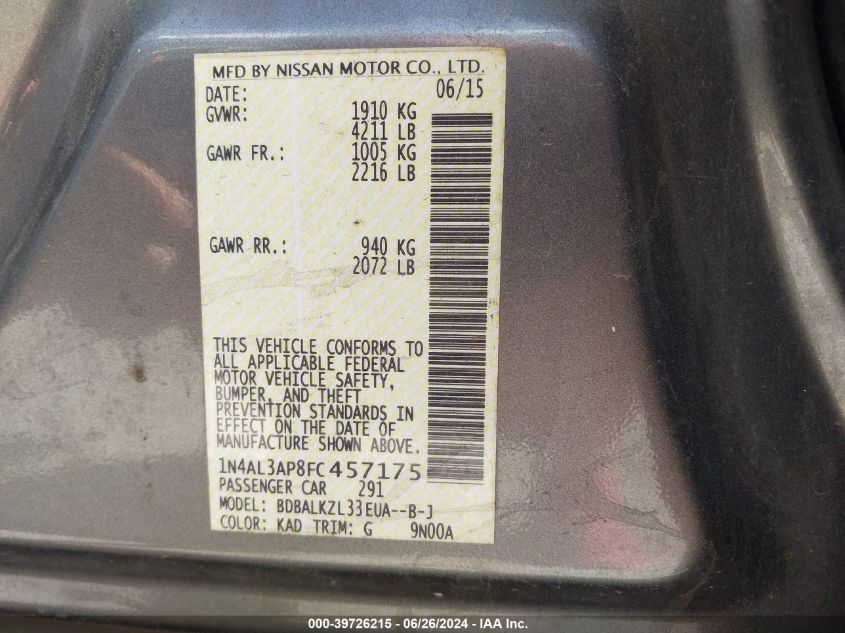 MFD BY NISSAN MOTOR CO., LTD.
DATE: 06/15
GVWR: 1910 KG
4211 LB
GAWR FR.: 1005 KG
2216 LB
GAWR RR.: 940 KG
2072 LB
THIS VEHICLE CONFORMS TO
ALL APPLICABLE FEDERAL
MOTOR VEHICLE SAFETY,
BUMPER, AND THEFT
PREVENTION STANDARDS IN
EFFECT ON THE DATE OF
MANUFACTURE SHOWN ABOVE.
1N4AL3AP8FC457175
PASSENGER CAR 291
MODEL: BDBALKZL33EUA--B-J
COLOR: KAD TRIM: G 9N00A
000-39726215 - 06/26/2024 - IAA Inc.